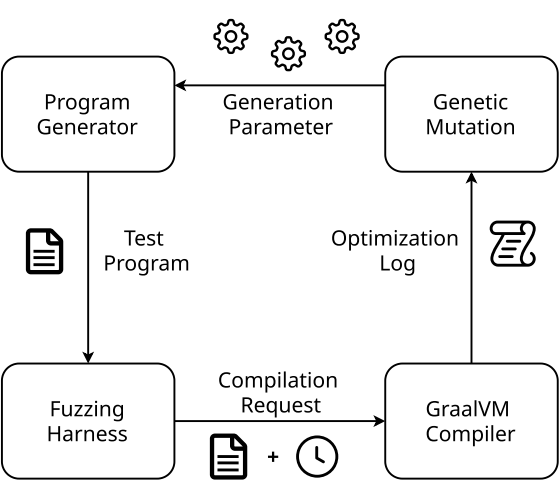 Program
Generator
Generation
Parameter
Genetic
Mutation
Test
Program
Optimization
Log
Fuzzing
Harness
Compilation
Request
+
GraalVM
Compiler